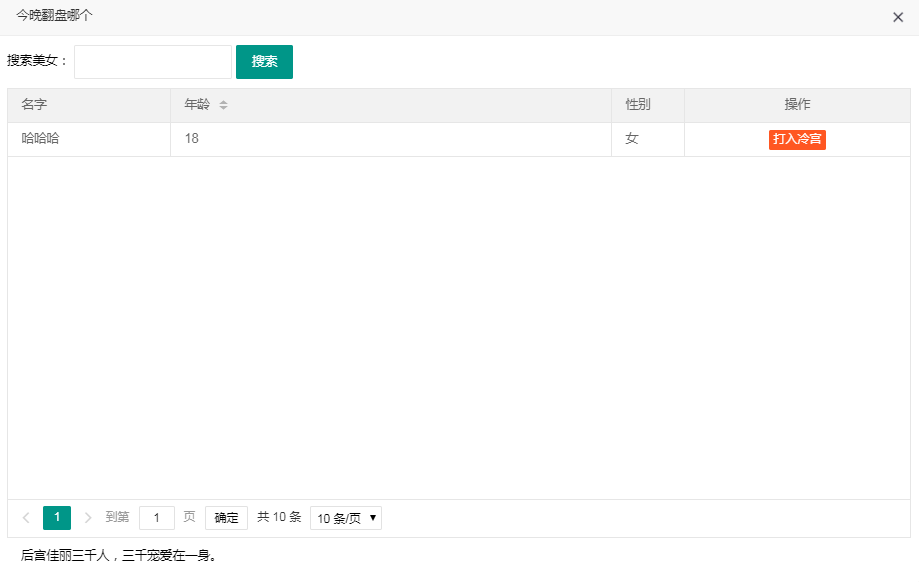 今晚翻盘哪个
搜索美女： 搜索
名字 年龄 性别 操作
哈哈哈 18 女 打入冷宫
1 到第 1 页 确定 共 10 条 10 条/页
后宫佳丽三千人，三千宠爱在一身。